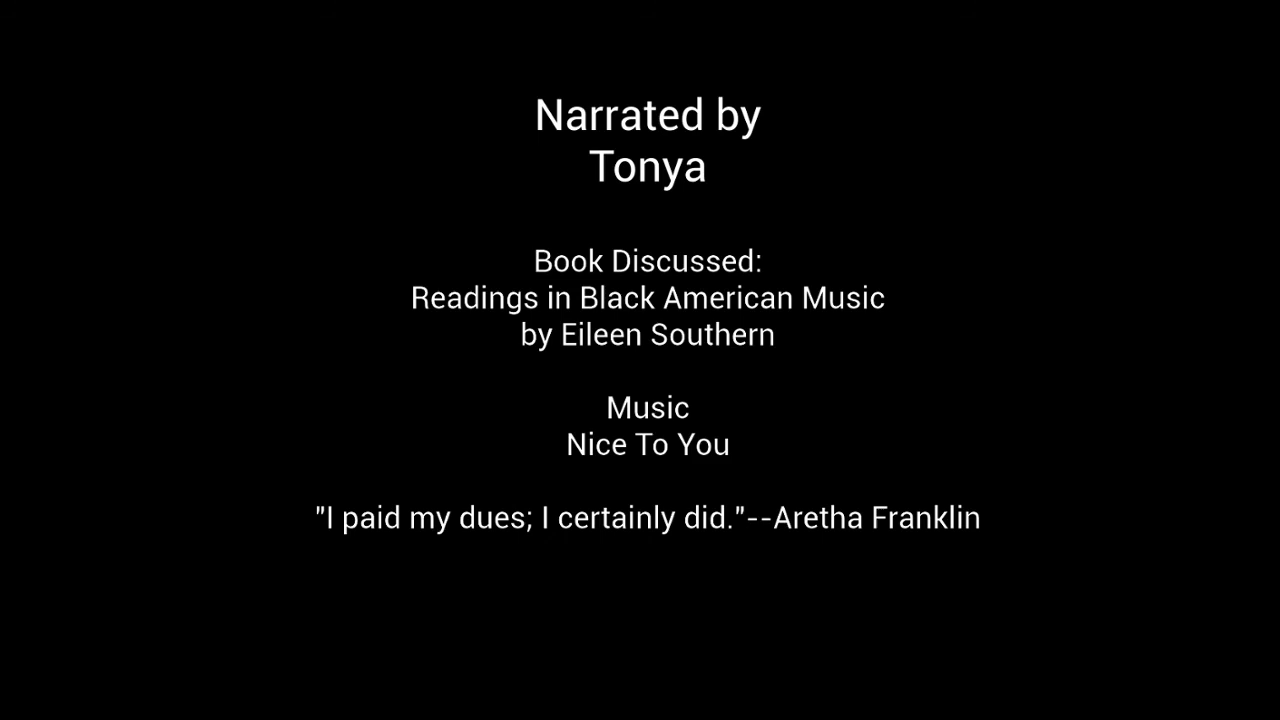 Narrated by
Tonya
Book Discussed:
Readings in Black American Music
by Eileen Southern
Music
Nice To You
"I paid my dues; I certainly did."--Aretha Franklin